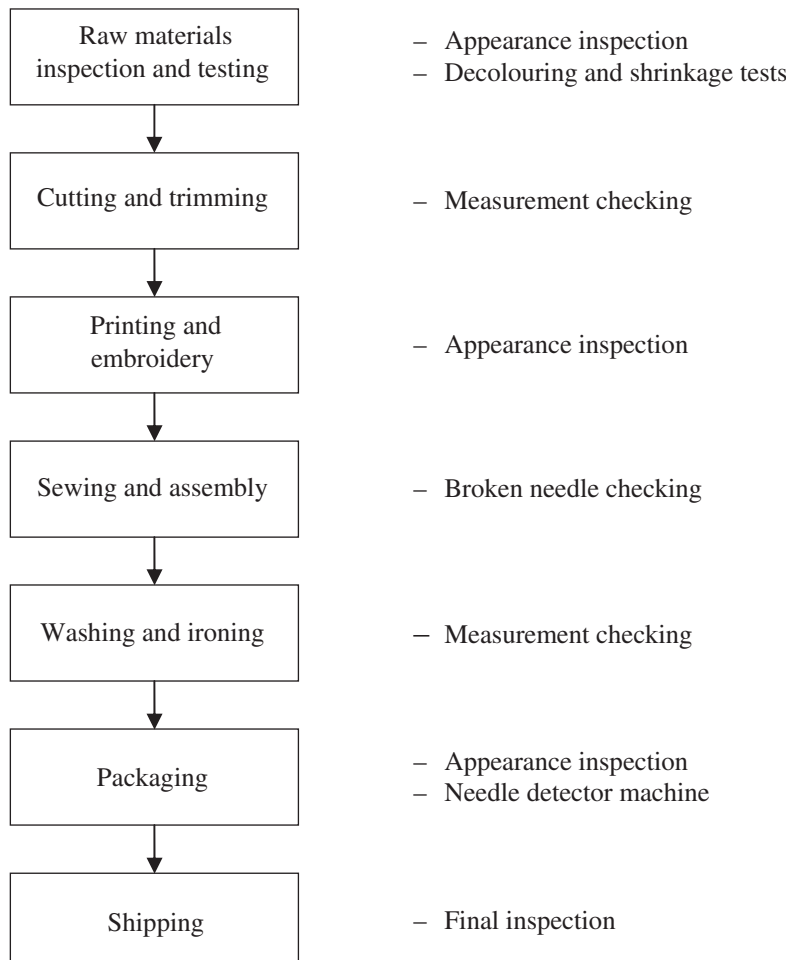 Raw materials
inspection and testing
– Appearance inspection
– Decolouring and shrinkage tests
Cutting and trimming
– Measurement checking
Printing and
embroidery
– Appearance inspection
Sewing and assembly
– Broken needle checking
Washing and ironing
– Measurement checking
Packaging
– Appearance inspection
– Needle detector machine
Shipping
– Final inspection